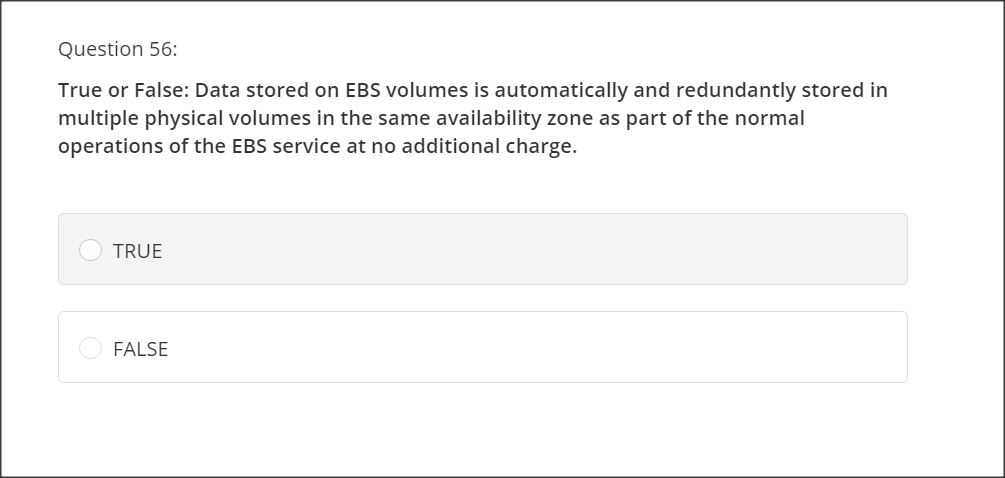 Question 56:
True or False: Data stored on EBS volumes is automatically and redundantly stored in
multiple physical volumes in the same availability zone as part of the normal
operations of the EBS service at no additional charge.
TRUE
FALSE